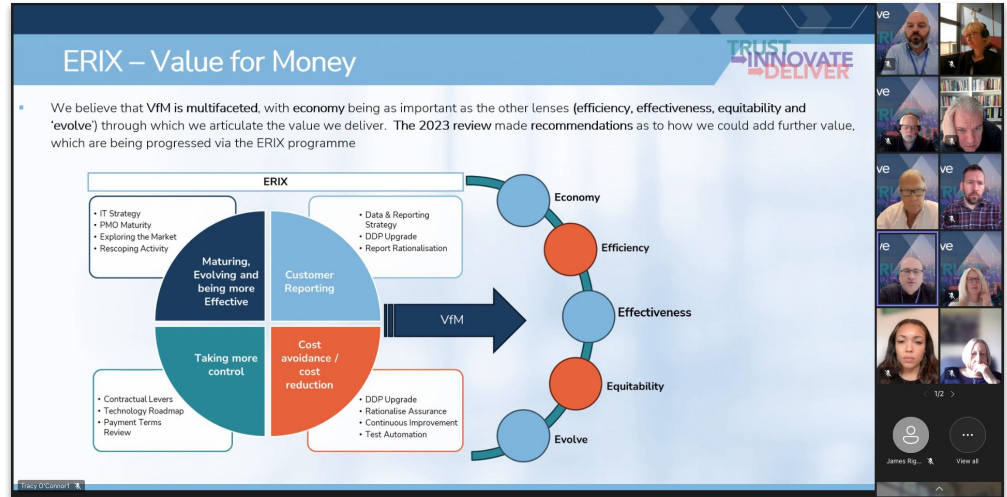 ERIX – Value for Money
TRUST
INNOVATE
DELIVER
We believe that VfM is multifaceted, with economy being as important as the other lenses (efficiency, effectiveness, equitability and
‘evolve’) through which we articulate the value we deliver. The 2023 review made recommendations as to how we could add further value,
which are being progressed via the ERIX programme
ERIX
• IT Strategy
• PMO Maturity
• Exploring the Market
• Rescoping Activity
• Data & Reporting
Strategy
• DDP Upgrade
• Report Rationalisation
Maturing,
Evolving and
being more
Effective
Customer
Reporting
Taking more
control
Cost
avoidance /
cost
reduction
• Contractual Levers
• Technology Roadmap
• Payment Terms
Review
• DDP Upgrade
• Rationalise Assurance
• Continuous Improvement
• Test Automation
VfM
Economy
Efficiency
Effectiveness
Equitability
Evolve
Tracy O'Connor1
ve
ve
ve
ve
ve
1/2
James Rig...
View all